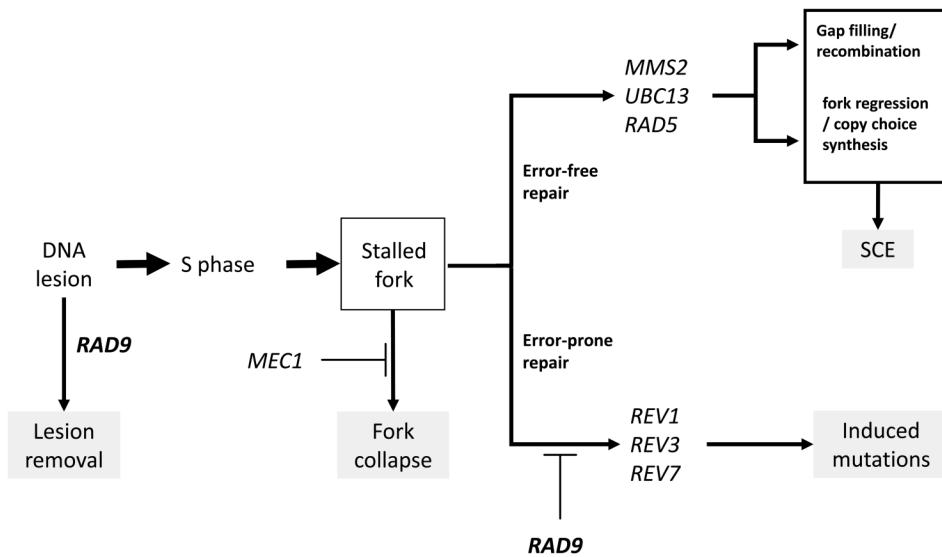 Gap filling/
recombination
fork regression
/ copy choice
synthesis
MMS2
UBC13
RAD5
Error-free
repair
SCE
DNA
lesion
S phase
Stalled
fork
RAD9
MEC1
Error-prone
repair
Lesion
removal
Fork
collapse
REV1
REV3
REV7
Induced
mutations
RAD9